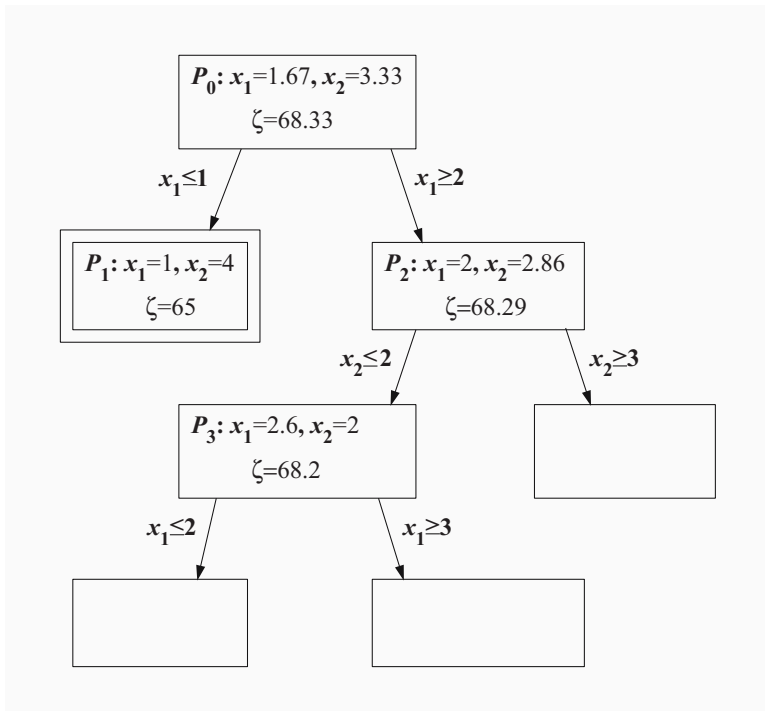 P₀: x₁=1.67, x₂=3.33
ζ=68.33
x₁≤1
x₁≥2
P₁: x₁=1, x₂=4
ζ=65
P₂: x₁=2, x₂=2.86
ζ=68.29
x₂≤2
x₂≥3
P₃: x₁=2.6, x₂=2
ζ=68.2
x₁≤2
x₁≥3